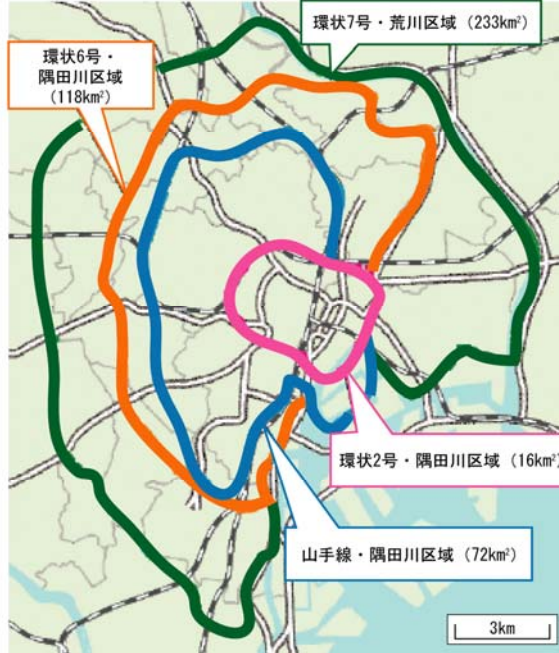 環状7号・荒川区域（233k㎡）
環状6号・
隅田川区域
（118k㎡）
環状2号・隅田川区域（16k㎡）
山手線・隅田川区域（72k㎡）
3km